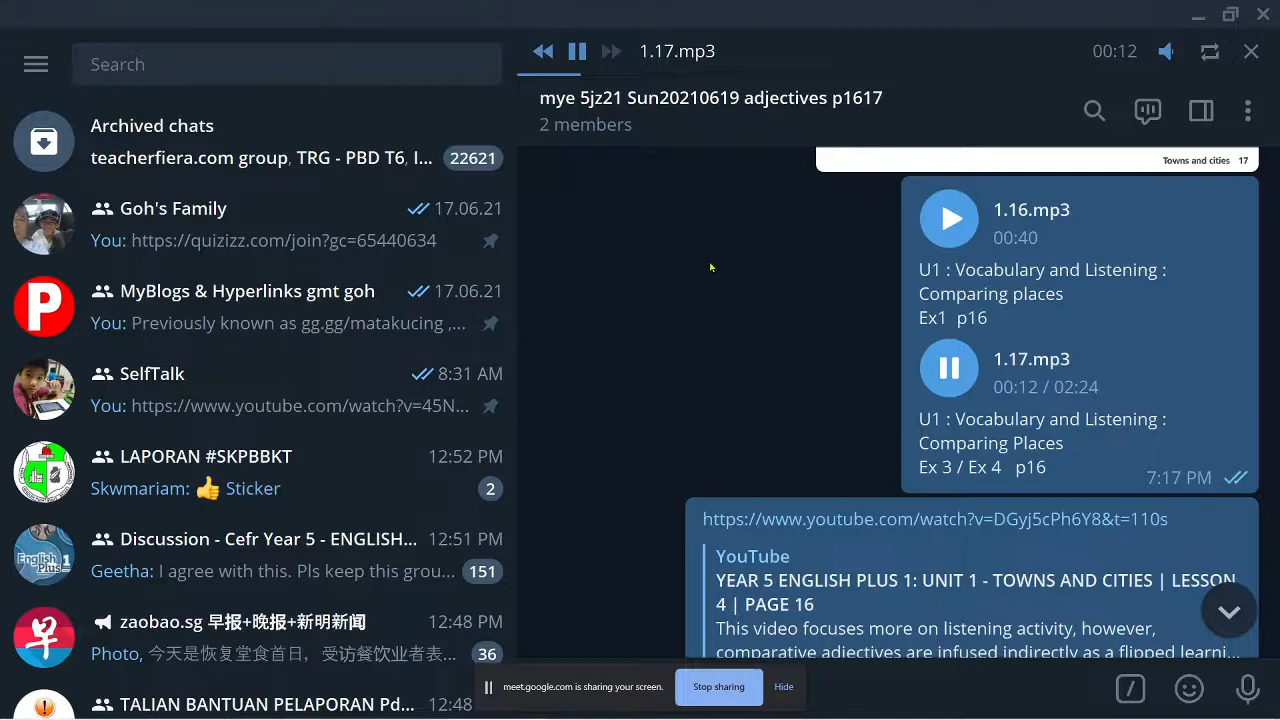 Search
1.17.mp3
00:12
mye 5jz21 Sun20210619 adjectives p1617
2 members
Archived chats
teacherfiera.com group, TRG - PBD T6, I... 22621
Goh's Family 17.06.21
You: https://quizizz.com/join?gc=65440634
MyBlogs & Hyperlinks gmt goh 17.06.21
You: Previously known as gg.gg/matakucing ,...
SelfTalk 8:31 AM
You: https://www.youtube.com/watch?v=45N...
LAPORAN #SKPBBKT 12:52 PM
Skwmariam: 👍 Sticker 2
Discussion - Cefr Year 5 - ENGLISH... 12:51 PM
Geetha: I agree with this. Pls keep this grou... 151
English Plus 1
zaobao.sg 早报+晚报+新明新闻 12:48 PM
Photo, 今天是恢复堂食首日，受访餐饮业者表... 36
早
TALIAN BANTUAN PELAPORAN Pd... 12:48
P
Towns and cities 17
1.16.mp3
00:40
U1 : Vocabulary and Listening :
Comparing places
Ex1 p16
1.17.mp3
00:12 / 02:24
U1 : Vocabulary and Listening :
Comparing Places
Ex 3 / Ex 4 p16
7:17 PM
https://www.youtube.com/watch?v=DGyj5cPh6Y8&t=110s
YouTube
YEAR 5 ENGLISH PLUS 1: UNIT 1 - TOWNS AND CITIES | LESSON
4 | PAGE 16
This video focuses more on listening activity, however,
comparative adjectives are infused indirectly as a flipped learni...
meet.google.com is sharing your screen. Stop sharing Hide